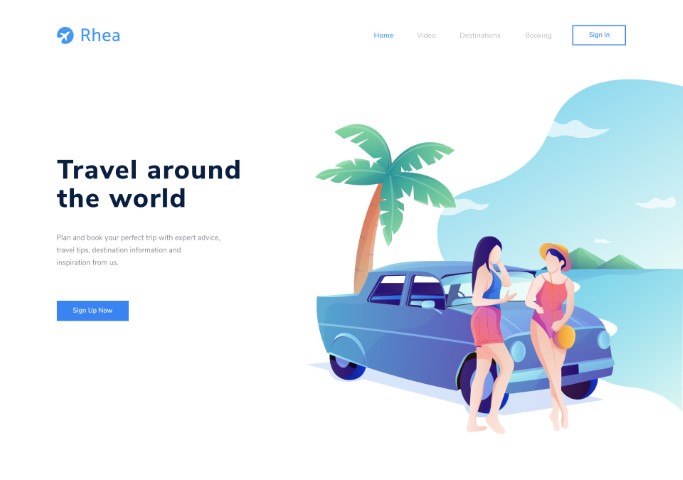 Rhea
Home Video Destinations Booking Sign In
Travel around
the world
Plan and book your perfect trip with expert advice,
travel tips, destination information and
inspiration from us.
Sign Up Now